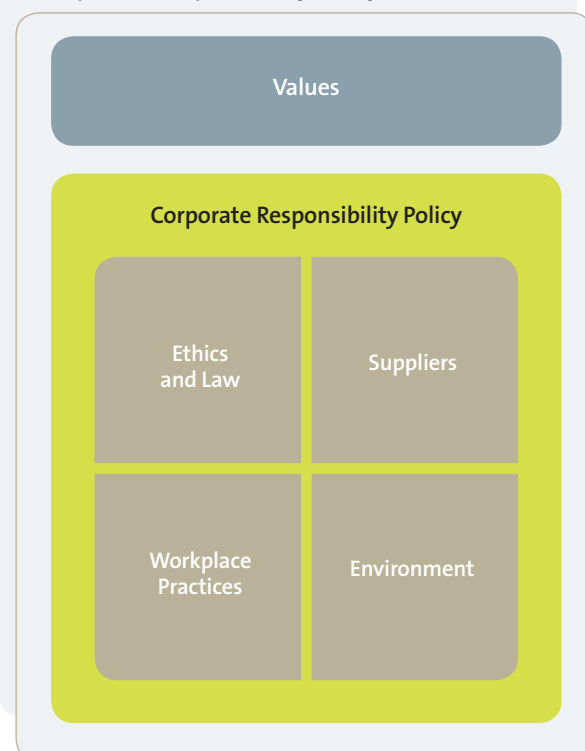 Values
Corporate Responsibility Policy
Ethics
and Law
Suppliers
Workplace
Practices
Environment